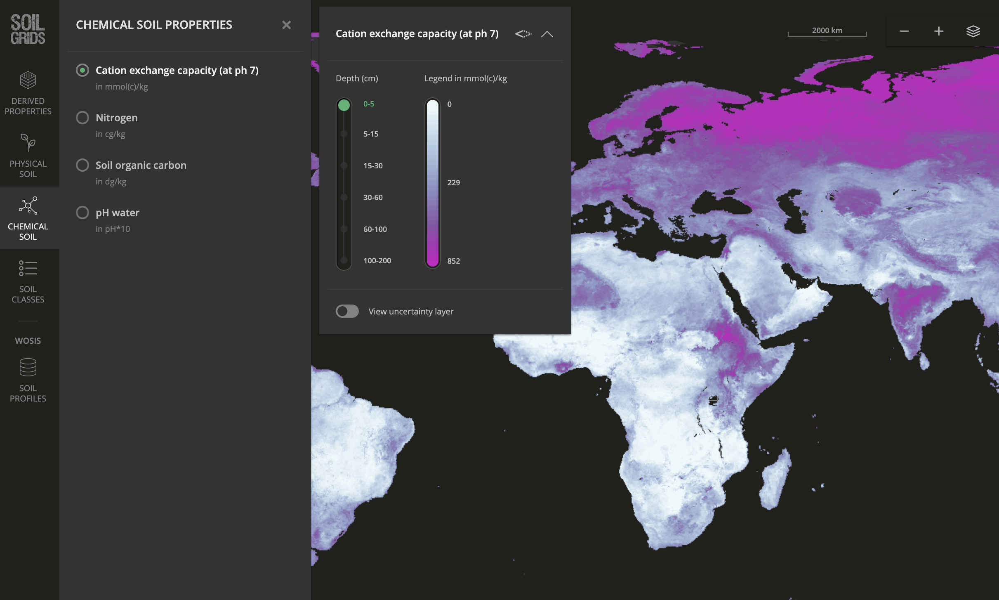 SOIL
GRIDS
DERIVED
PROPERTIES
PHYSICAL
SOIL
CHEMICAL
SOIL
SOIL
CLASSES
WOSIS
SOIL
PROFILES
CHEMICAL SOIL PROPERTIES
Cation exchange capacity (at ph 7)
in mmol(c)/kg
Nitrogen
in cg/kg
Soil organic carbon
in dg/kg
pH water
in pH*10
Cation exchange capacity (at ph 7)
Depth (cm)
0-5
5-15
15-30
30-60
60-100
100-200
Legend in mmol(c)/kg
0
229
852
View uncertainty layer
2000 km